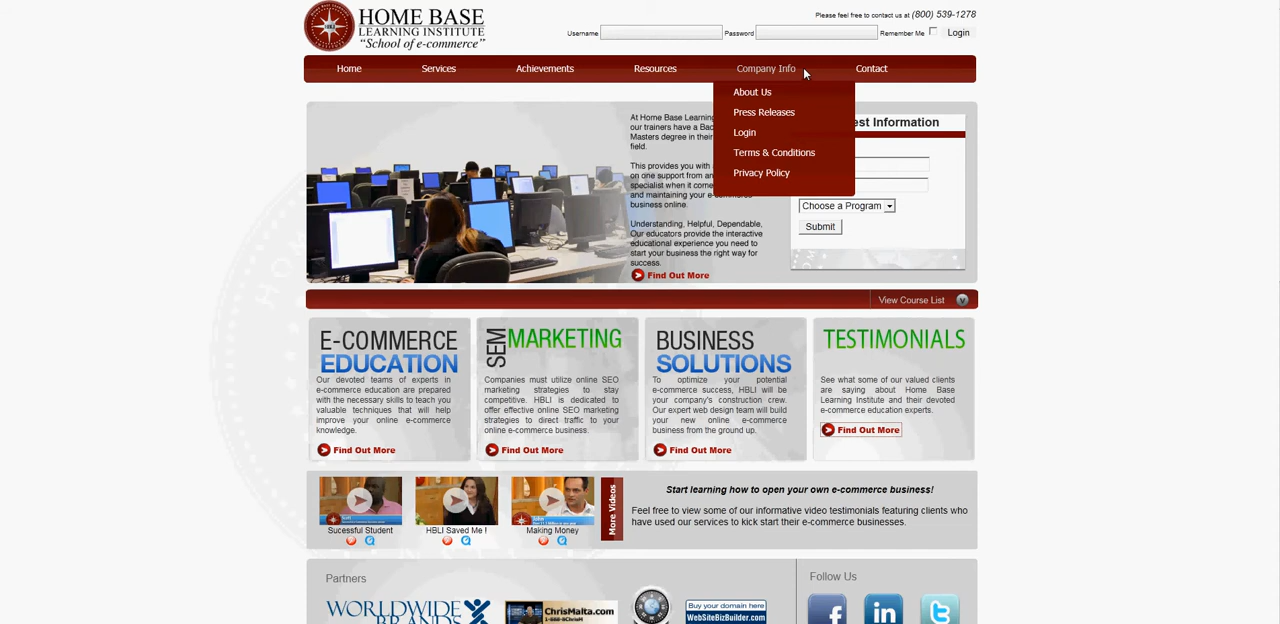 HOME BASE
LEARNING INSTITUTE
“School of e-commerce”
Please feel free to contact us at (800) 539-1278
Username Password Remember Me Login
Home Services Achievements Resources Company Info Contact
About Us
Press Releases
Login
Terms & Conditions
Privacy Policy
At Home Base Learning
our trainers have a
Masters degree in their
field.
This provides you with
on one support from
specialist when it
and maintaining your e-commerce
business online.
Understanding, Helpful, Dependable,
Our educators provide the interactive
educational experience you need to
start your business the right way for
success.
Find Out More
Information
Choose a Program
Submit
View Course List
E-COMMERCE
EDUCATION
Our devoted teams of experts in
e-commerce education are prepared
with the necessary skills to teach you
valuable techniques that will help
improve your online e-commerce
knowledge.
Find Out More
SEM MARKETING
Companies must utilize online SEO
marketing strategies to stay
competitive. HBLI is dedicated to
offer effective online SEO marketing
strategies to direct traffic to your
online e-commerce business.
Find Out More
BUSINESS
SOLUTIONS
To optimize your potential
e-commerce success, HBLI will be
your company's construction crew.
Our expert web design team will build
your new online e-commerce
business from the ground up.
Find Out More
TESTIMONIALS
See what some of our valued clients
are saying about Home Base
Learning Institute and their devoted
e-commerce education experts.
Find Out More
Sucessful Student
HBLI Saved Me !
Making Money
More Videos
Start learning how to open your own e-commerce business!
Feel free to view some of our informative video testimonials featuring clients who
have used our services to kick start their e-commerce businesses.
Partners
WORLDWIDE
BRANDS
ChrisMalta.com
Buy your domain here
WebSiteBizBuilder.com
Follow Us